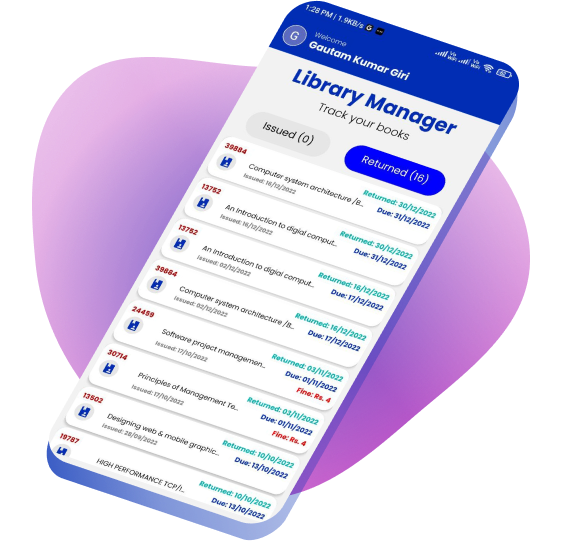 1:28 PM | 1.9KB/s G
Vo WiFi Vo WiFi
G
Welcome
Gautam Kumar Giri
Library Manager
Track your books
Issued (0)
Returned (16)
39884
Computer system architecture /B...
Issued: 16/12/2022
Returned: 30/12/2022
Due: 31/12/2022
13752
An introduction to digial comput...
Issued: 16/12/2022
Returned: 30/12/2022
Due: 31/12/2022
13752
An introduction to digial comput...
Issued: 02/12/2022
Returned: 16/12/2022
Due: 17/12/2022
39884
Computer system architecture /B...
Issued: 02/12/2022
Returned: 16/12/2022
Due: 17/12/2022
24459
Software project managemen...
Issued: 17/10/2022
Returned: 03/11/2022
Due: 01/11/2022
Fine: Rs. 4
30714
Principles of Management Te...
Issued: 17/10/2022
Returned: 03/11/2022
Due: 01/11/2022
Fine: Rs. 4
13502
Designing web & mobile graphic...
Issued: 28/09/2022
Returned: 10/10/2022
Due: 13/10/2022
19787
HIGH PERFORMANCE TCP/I...
Returned: 10/10/2022
Due: 13/10/2022